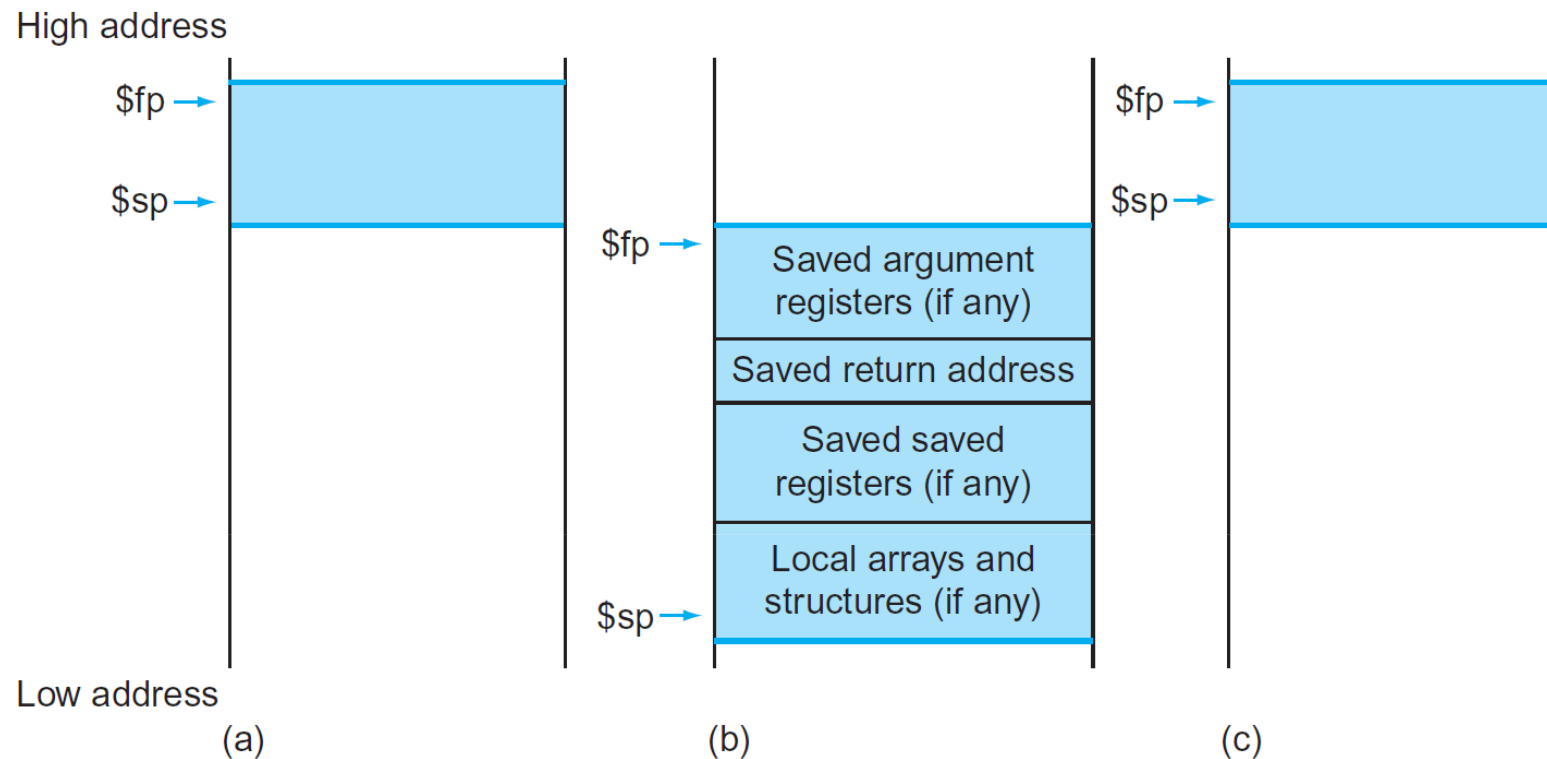 High address
$fp
$sp
$fp
Saved argument
registers (if any)
Saved return address
Saved saved
registers (if any)
Local arrays and
structures (if any)
$sp
$fp
$sp
Low address
(a)
(b)
(c)